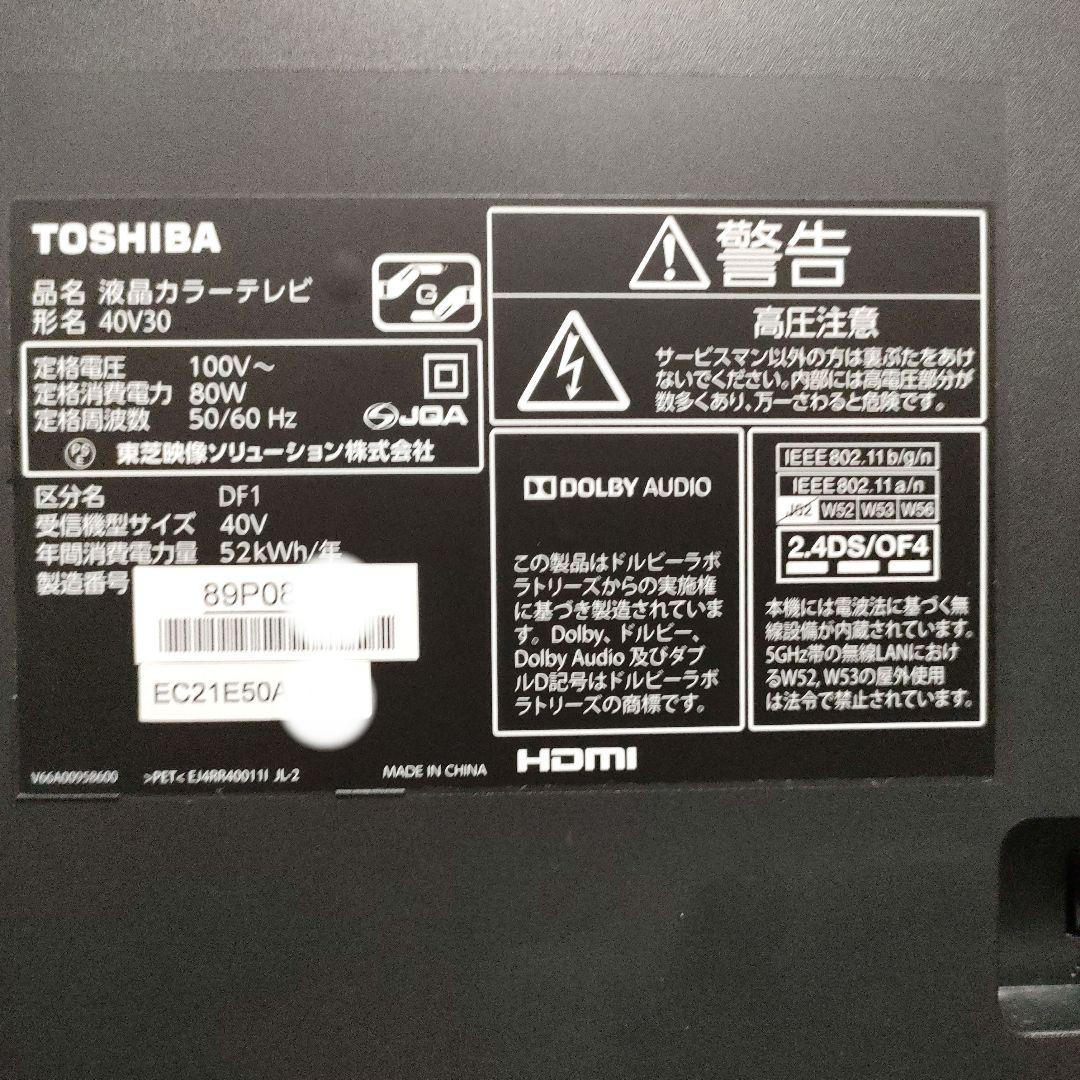 TOSHIBA
品名 液晶カラーテレビ
形名 40V30
G
定格電圧 100V～
定格消費電力 80W
定格周波数 50/60 Hz
JQA
PSE 東芝映像ソリューション株式会社
区分名 DF1
受信機型サイズ 40V
年間消費電力量 52kWh/年
製造番号
89P08
EC21E50A
V66A00958600 >PET< EJ4RR40011I JL-2 MADE IN CHINA
警告
高圧注意
サービスマン以外の方は裏ぶたをあけ
ないでください。内部には高電圧部分が
数多くあり、万一さわると危険です。
DOLBY AUDIO
この製品はドルビーラボ
ラトリーズからの実施権
に基づき製造されていま
す。Dolby、ドルビー、
Dolby Audio 及びダブ
ルD記号はドルビーラボ
ラトリーズの商標です。
HDMI
IEEE802.11b/g/n
IEEE802.11a/n
J52 W52 W53 W56
2.4DS/OF4
本機には電波法に基づく無
線設備が内蔵されています。
5GHz帯の無線LANにおけ
るW52, W53の屋外使用
は法令で禁止されています。